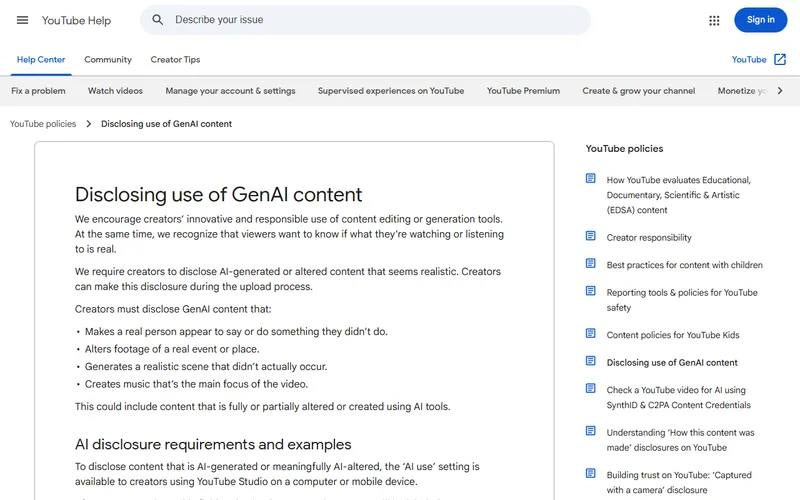 YouTube Help
Describe your issue
Sign in
Help Center
Community
Creator Tips
YouTube
Fix a problem
Watch videos
Manage your account & settings
Supervised experiences on YouTube
YouTube Premium
Create & grow your channel
Monetize yo
YouTube policies
Disclosing use of GenAI content
Disclosing use of GenAI content
We encourage creators' innovative and responsible use of content editing or generation tools.
At the same time, we recognize that viewers want to know if what they're watching or listening
to is real.
We require creators to disclose AI-generated or altered content that seems realistic. Creators
can make this disclosure during the upload process.
Creators must disclose GenAI content that:
• Makes a real person appear to say or do something they didn't do.
• Alters footage of a real event or place.
• Generates a realistic scene that didn't actually occur.
• Creates music that's the main focus of the video.
This could include content that is fully or partially altered or created using AI tools.
AI disclosure requirements and examples
To disclose content that is AI-generated or meaningfully AI-altered, the 'AI use' setting is
available to creators using YouTube Studio on a computer or mobile device.
YouTube policies
How YouTube evaluates Educational,
Documentary, Scientific & Artistic
(EDSA) content
Creator responsibility
Best practices for content with children
Reporting tools & policies for YouTube
safety
Content policies for YouTube Kids
Disclosing use of GenAI content
Check a YouTube video for AI using
SynthID & C2PA Content Credentials
Understanding 'How this content was
made' disclosures on YouTube
Building trust on YouTube: 'Captured
with a camera' disclosure